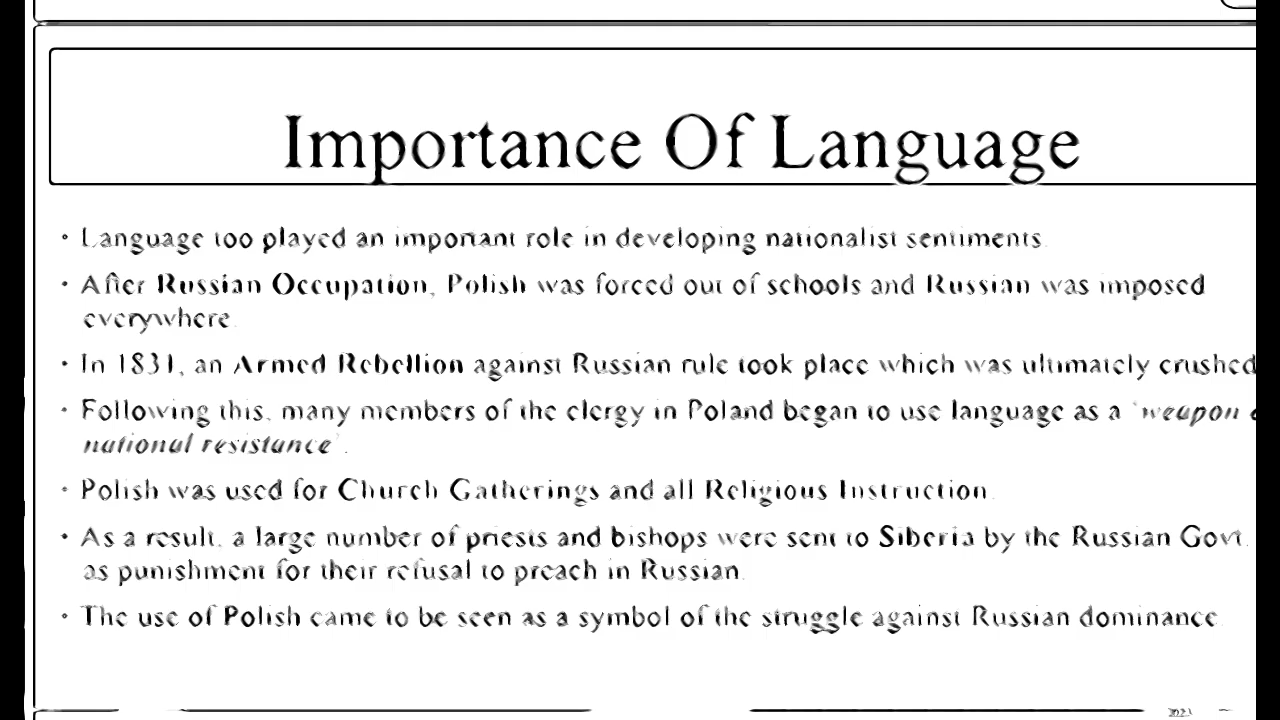 Importance Of Language
• Language too played an important role in developing nationalist sentiments.
• After Russian Occupation, Polish was forced out of schools and Russian was imposed
everywhere.
• In 1831, an Armed Rebellion against Russian rule took place which was ultimately crushed
• Following this, many members of the clergy in Poland began to use language as a ‘weapon
national resistance’.
• Polish was used for Church Gatherings and all Religious Instruction.
• As a result, a large number of priests and bishops were sent to Siberia by the Russian Govt.
as punishment for their refusal to preach in Russian.
• The use of Polish came to be seen as a symbol of the struggle against Russian dominance.